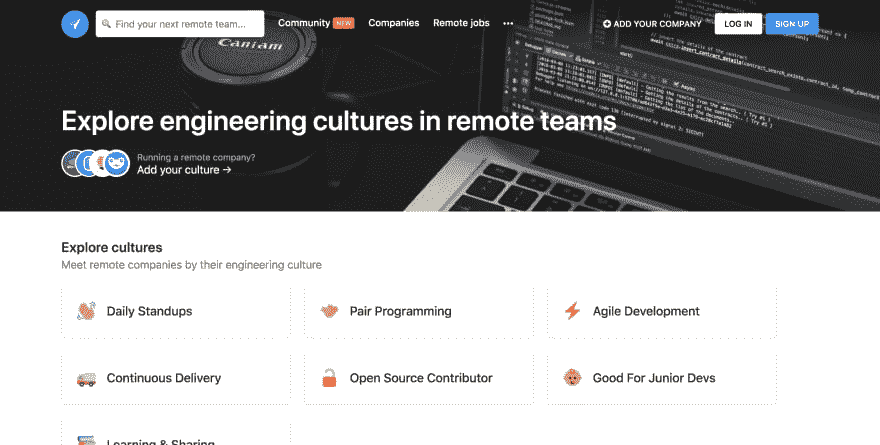 Find your next remote team...
Community NEW
Companies
Remote jobs
•••
ADD YOUR COMPANY
LOG IN
SIGN UP
Caniam
Explore engineering cultures in remote teams
Running a remote company?
Add your culture →
Explore cultures
Meet remote companies by their engineering culture
Daily Standups
Pair Programming
Agile Development
Continuous Delivery
Open Source Contributor
Good For Junior Devs
Learning & Sharing